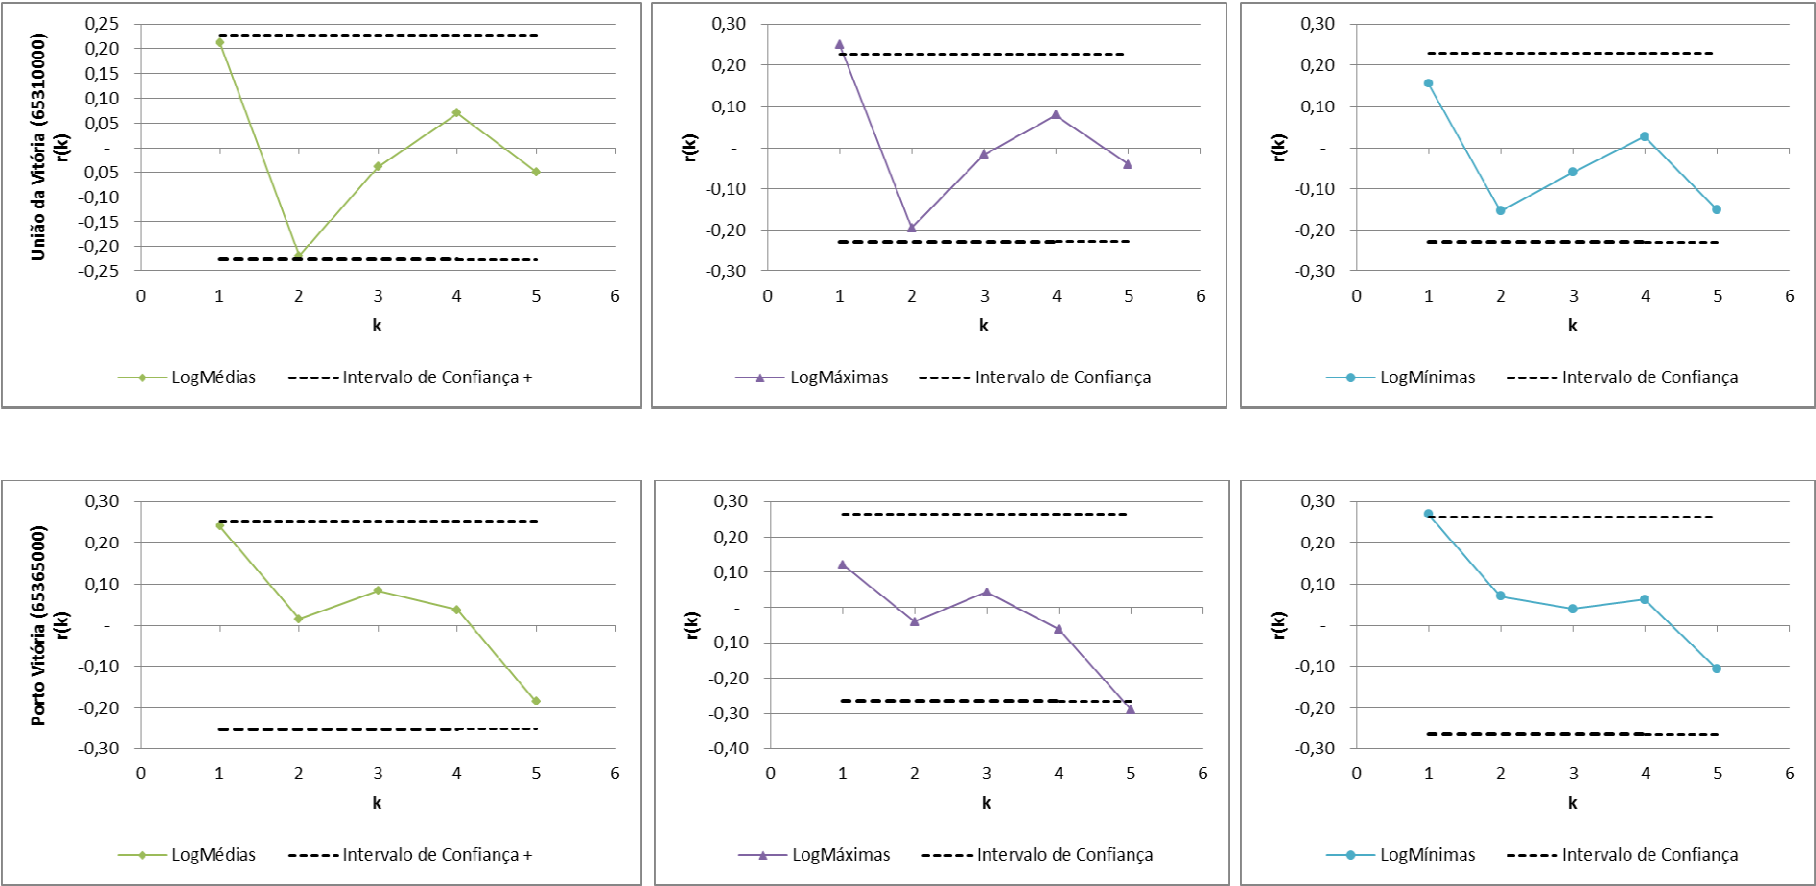 União da Vitória (65310000)
r(k)
0,25
0,20
0,15
0,10
0,05
-
0,05
-0,10
-0,15
-0,20
-0,25
0 1 2 3 4 5 6
k
LogMédias Intervalo de Confiança +
r(k)
0,30
0,20
0,10
-
-0,10
-0,20
-0,30
0 1 2 3 4 5 6
k
LogMáximas Intervalo de Confiança
r(k)
0,30
0,20
0,10
-
-0,10
-0,20
-0,30
0 1 2 3 4 5 6
k
LogMínimas Intervalo de Confiança
Porto Vitória (65365000)
r(k)
0,30
0,20
0,10
-
-0,10
-0,20
-0,30
0 1 2 3 4 5 6
k
LogMédias Intervalo de Confiança +
r(k)
0,30
0,20
0,10
-
-0,10
-0,20
-0,30
-0,40
0 1 2 3 4 5 6
k
LogMáximas Intervalo de Confiança
r(k)
0,30
0,20
0,10
-
-0,10
-0,20
-0,30
0 1 2 3 4 5 6
k
LogMínimas Intervalo de Confiança